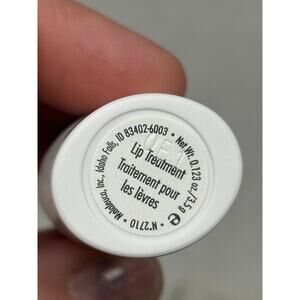 Melaleuca, Inc., Idaho Falls, ID 83402-6003 • Net Wt. 0.123 oz./3.5 g ℮ • N°2710 •
Lip Treatment
Traitement pour
les lèvres